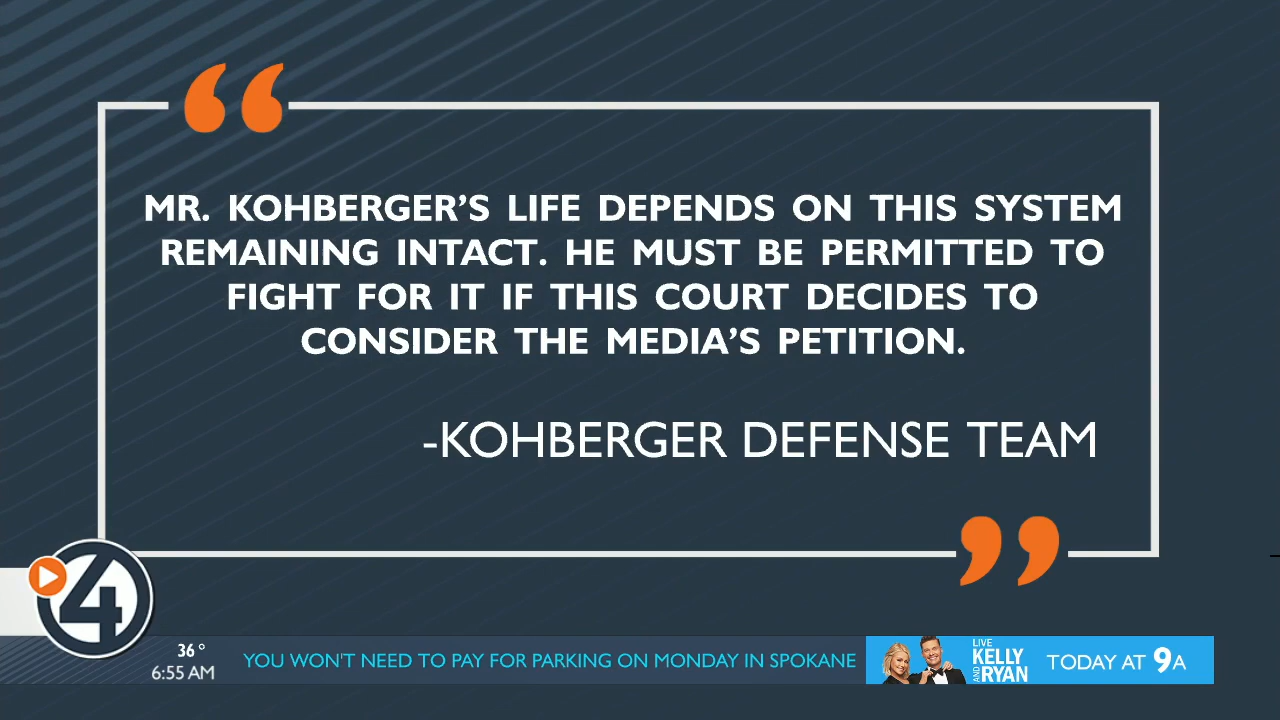 “
MR. KOHBERGER’S LIFE DEPENDS ON THIS SYSTEM
REMAINING INTACT. HE MUST BE PERMITTED TO
FIGHT FOR IT IF THIS COURT DECIDES TO
CONSIDER THE MEDIA’S PETITION.
-KOHBERGER DEFENSE TEAM
”
4
36°
6:55 AM
YOU WON'T NEED TO PAY FOR PARKING ON MONDAY IN SPOKANE
LIVE
KELLY
AND RYAN
TODAY AT 9A